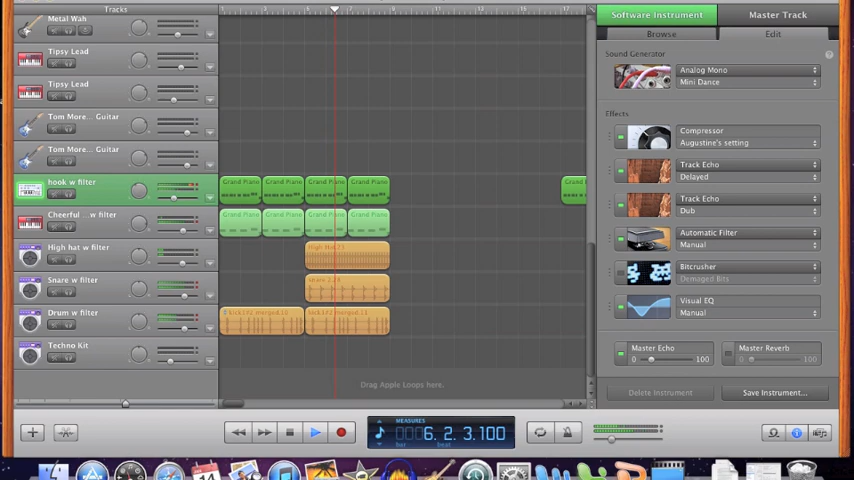 Tracks
Metal Wah
Tipsy Lead
Tipsy Lead
Tom More... Guitar
Tom More... Guitar
hook w filter
Cheerful ...w filter
High hat w filter
Snare w filter
Drum w filter
Techno Kit
Grand Piano Grand Piano Grand Piano Grand Piano
Grand Piano Grand Piano Grand Piano Grand Piano
Drag Apple Loops here.
MEASURES
6. 2. 3.100
bar beat
Software Instrument
Master Track
Browse
Edit
Sound Generator
Analog Mono
Mini Dance
Effects
Compressor
Augustine's setting
Track Echo
Delayed
Track Echo
Dub
Automatic Filter
Manual
Bitcrusher
Damaged Bits
Visual EQ
Manual
Master Echo
0 100
Master Reverb
0 100
Delete Instrument
Save Instrument...